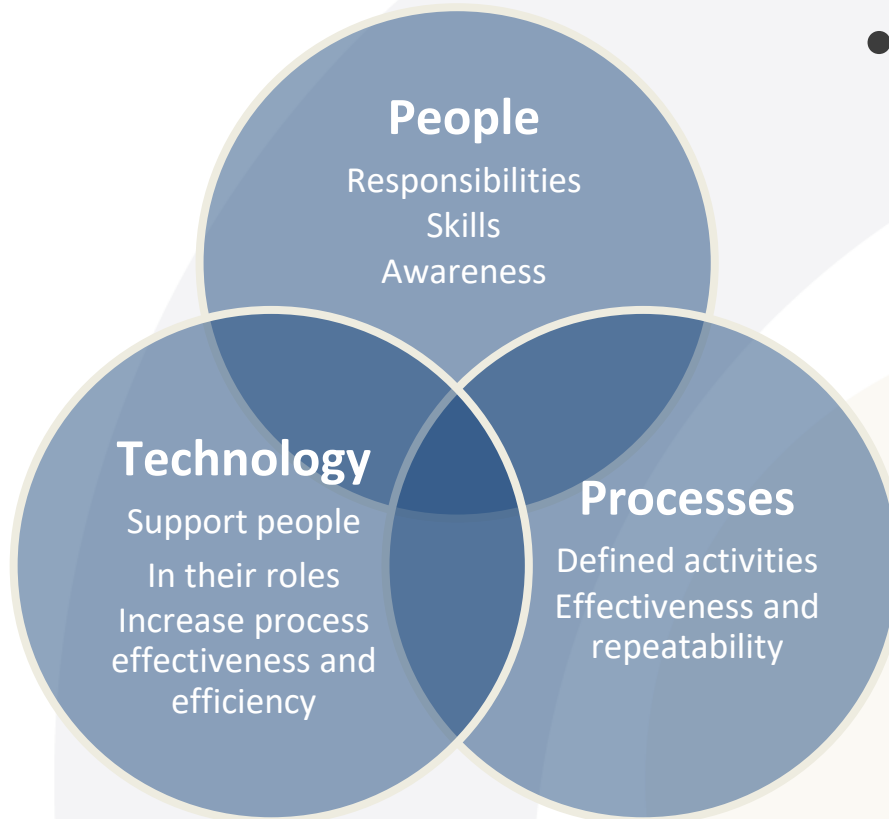 People
Responsibilities
Skills
Awareness
Technology
Support people
In their roles
Increase process
effectiveness and
efficiency
Processes
Defined activities
Effectiveness and
repeatability